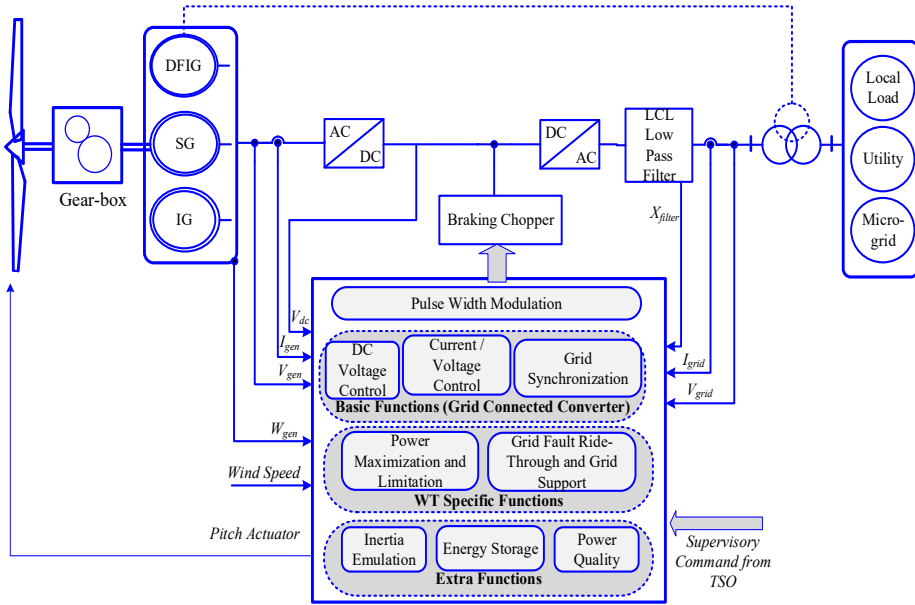 DFIG
SG
IG
Gear-box
AC
DC
DC
AC
LCL
Low
Pass
Filter
X_filter
Braking Chopper
Local
Load
Utility
Micro-
grid
Pulse Width Modulation
V_dc
I_gen
V_gen
W_gen
Wind Speed
Pitch Actuator
DC
Voltage
Control
Current /
Voltage
Control
Grid
Synchronization
Basic Functions (Grid Connected Converter)
Power
Maximization and
Limitation
Grid Fault Ride-
Through and Grid
Support
WT Specific Functions
Inertia
Emulation
Energy Storage
Power
Quality
Extra Functions
I_grid
V_grid
Supervisory
Command from
TSO